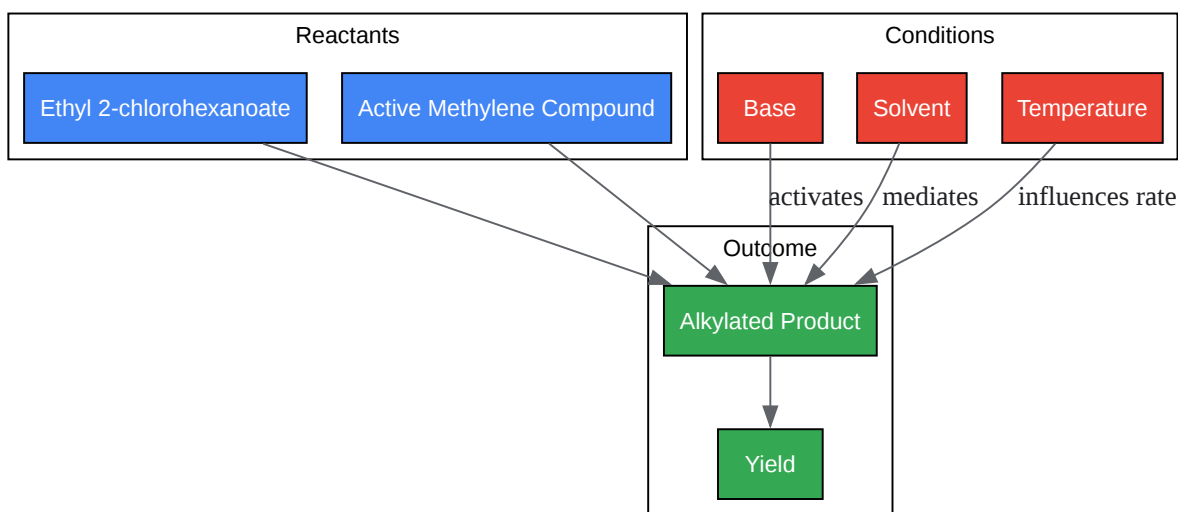 Reactants
Conditions
Ethyl 2-chlorohexanoate
Active Methylene Compound
Base
Solvent
Temperature
activates
mediates
influences rate
Outcome
Alkylated Product
Yield